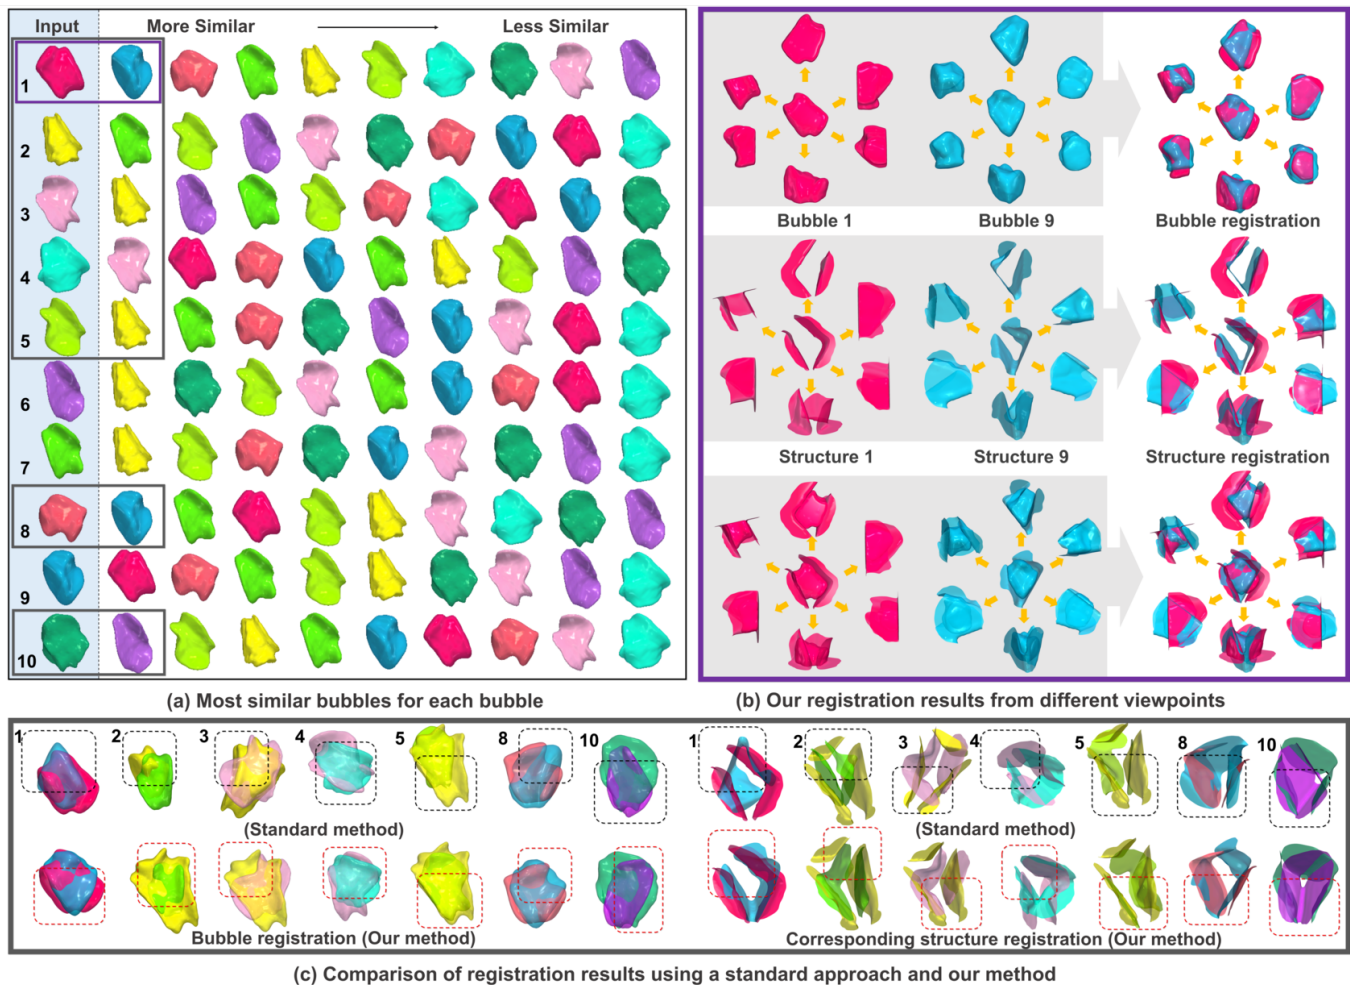 Input More Similar Less Similar
1
2
3
4
5
6
7
8
9
10
(a) Most similar bubbles for each bubble
Bubble 1 Bubble 9 Bubble registration
Structure 1 Structure 9 Structure registration
(b) Our registration results from different viewpoints
1 2 3 4 5 8 10 1 2 3 4 5 8 10
(Standard method) (Standard method)
Bubble registration (Our method) Corresponding structure registration (Our method)
(c) Comparison of registration results using a standard approach and our method